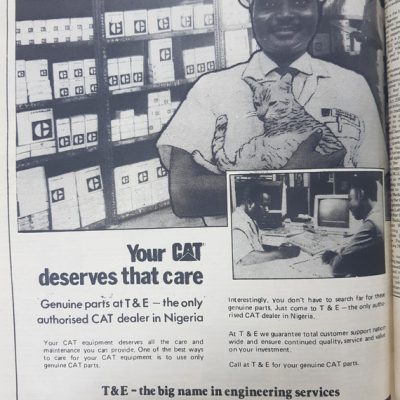 Your CAT
deserves that care
Genuine parts at T & E – the only
authorised CAT dealer in Nigeria
Your CAT equipment deserves all the care and
maintenance you can provide. One of the best ways
to care for your CAT equipment is to use only
genuine CAT parts.
Interestingly, you don't have to search far for these
genuine parts. Just come to T & E – the only autho-
rised CAT dealer in Nigeria.
At T & E we guarantee total customer support nation
wide and ensure continued quality, service and value
on your investment.
Call at T & E for your genuine CAT parts.
T&E - the big name in engineering services